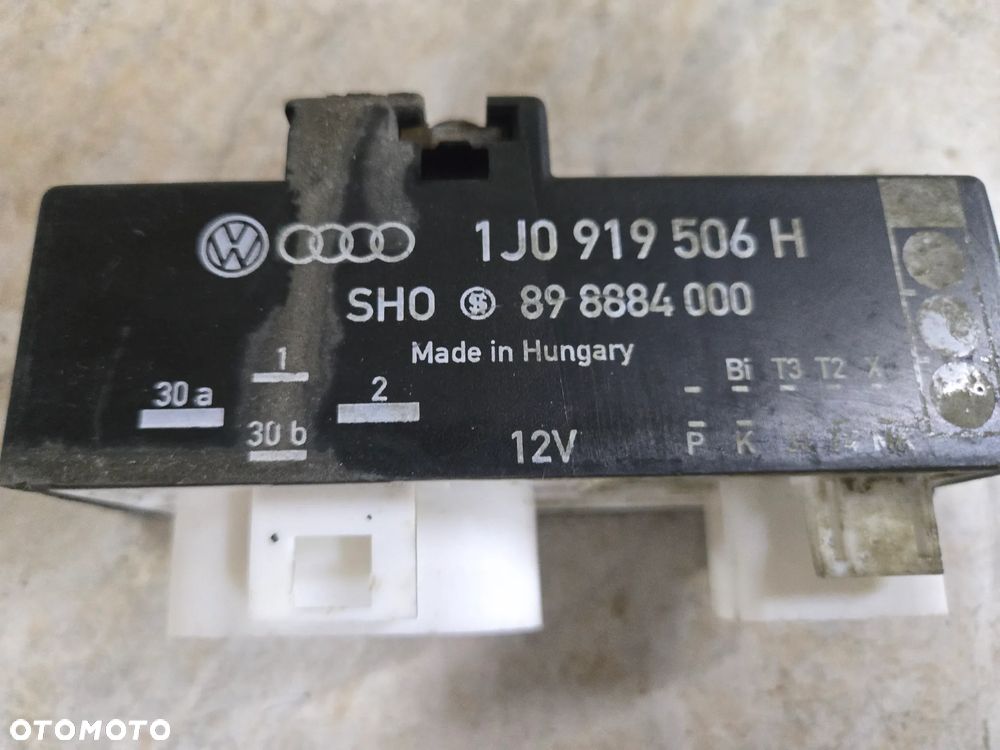 1J0 919 506 H
SHO 89 8884 000
Made in Hungary
1
30 a
2
30 b
12V
Bi T3 T2 X
P K
OTOMOTO